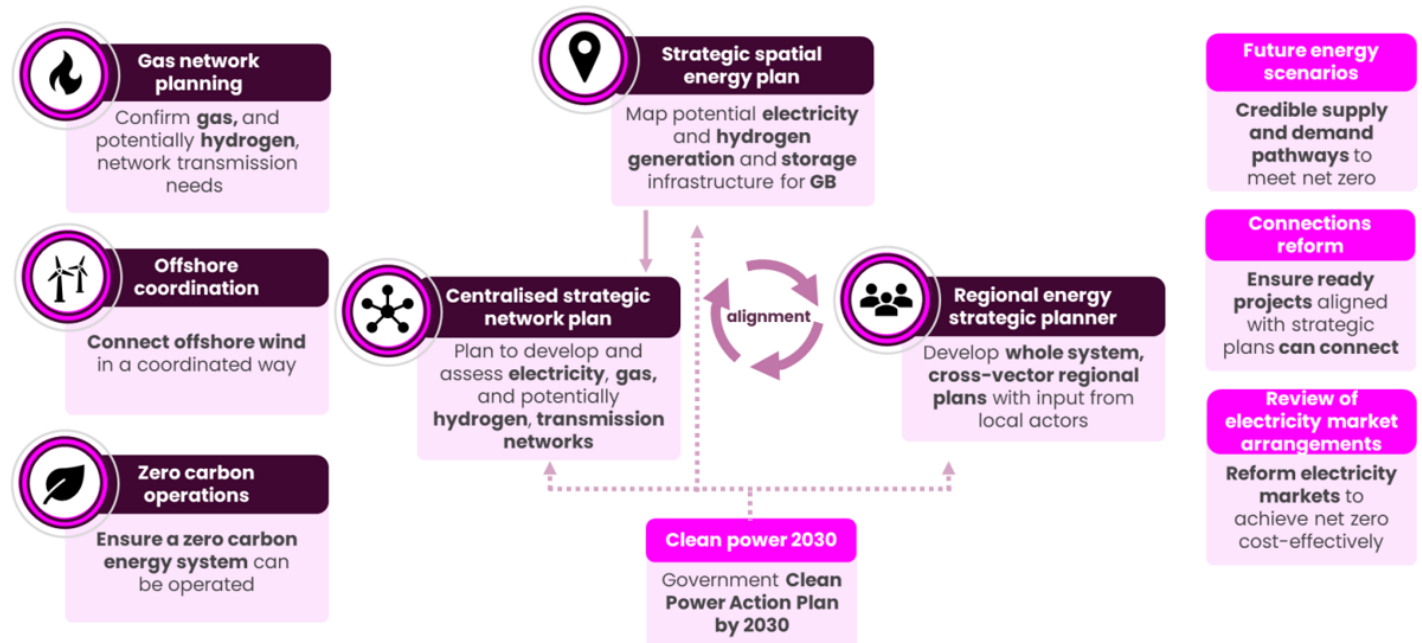 Gas network
planning
Confirm gas, and
potentially hydrogen,
network transmission
needs
Offshore
coordination
Connect offshore wind
in a coordinated way
Zero carbon
operations
Ensure a zero carbon
energy system can
be operated
Strategic spatial
energy plan
Map potential electricity
and hydrogen
generation and storage
infrastructure for GB
Centralised strategic
network plan
Plan to develop and
assess electricity, gas,
and potentially
hydrogen, transmission
networks
alignment
Regional energy
strategic planner
Develop whole system,
cross-vector regional
plans with input from
local actors
Clean power 2030
Government Clean
Power Action Plan
by 2030
Future energy
scenarios
Credible supply
and demand
pathways to
meet net zero
Connections
reform
Ensure ready
projects aligned
with strategic
plans can connect
Review of
electricity market
arrangements
Reform electricity
markets to
achieve net zero
cost-effectively